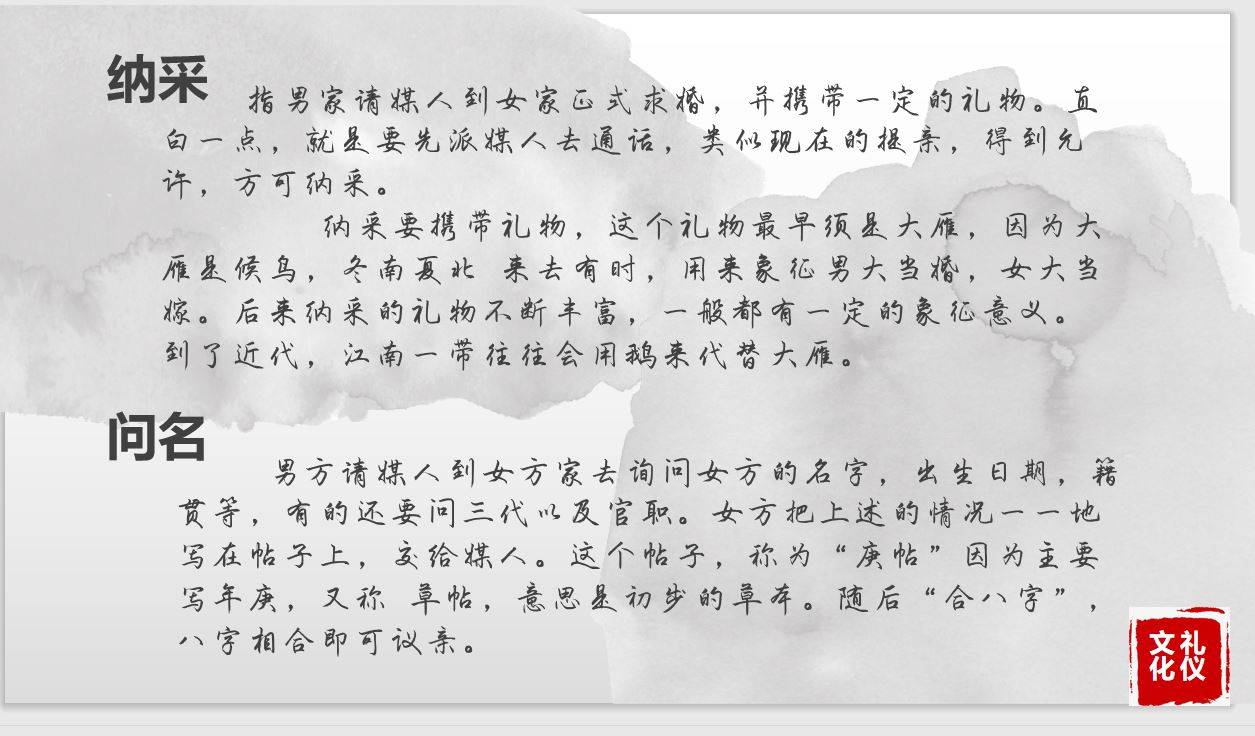 纳采
指男家请媒人到女家正式求婚，并携带一定的礼物。直
白一点，就是要先派媒人去通话，类似现在的提亲，得到允
许，方可纳采。
纳采要携带礼物，这个礼物最早须是大雁，因为大
雁是候鸟，冬南夏北 来去有时，用来象征男大当婚，女大当
嫁。后来纳采的礼物不断丰富，一般都有一定的象征意义。
到了近代，江南一带往往会用鹅来代替大雁。
问名
男方请媒人到女方家去询问女方的名字，出生日期，籍
贯等，有的还要问三代以及官职。女方把上述的情况一一地
写在帖子上，交给媒人。这个帖子，称为“庚帖”因为主要
写年庚，又称 草帖，意思是初步的草本。随后“合八字”，
八字相合即可议亲。
文礼
化仪